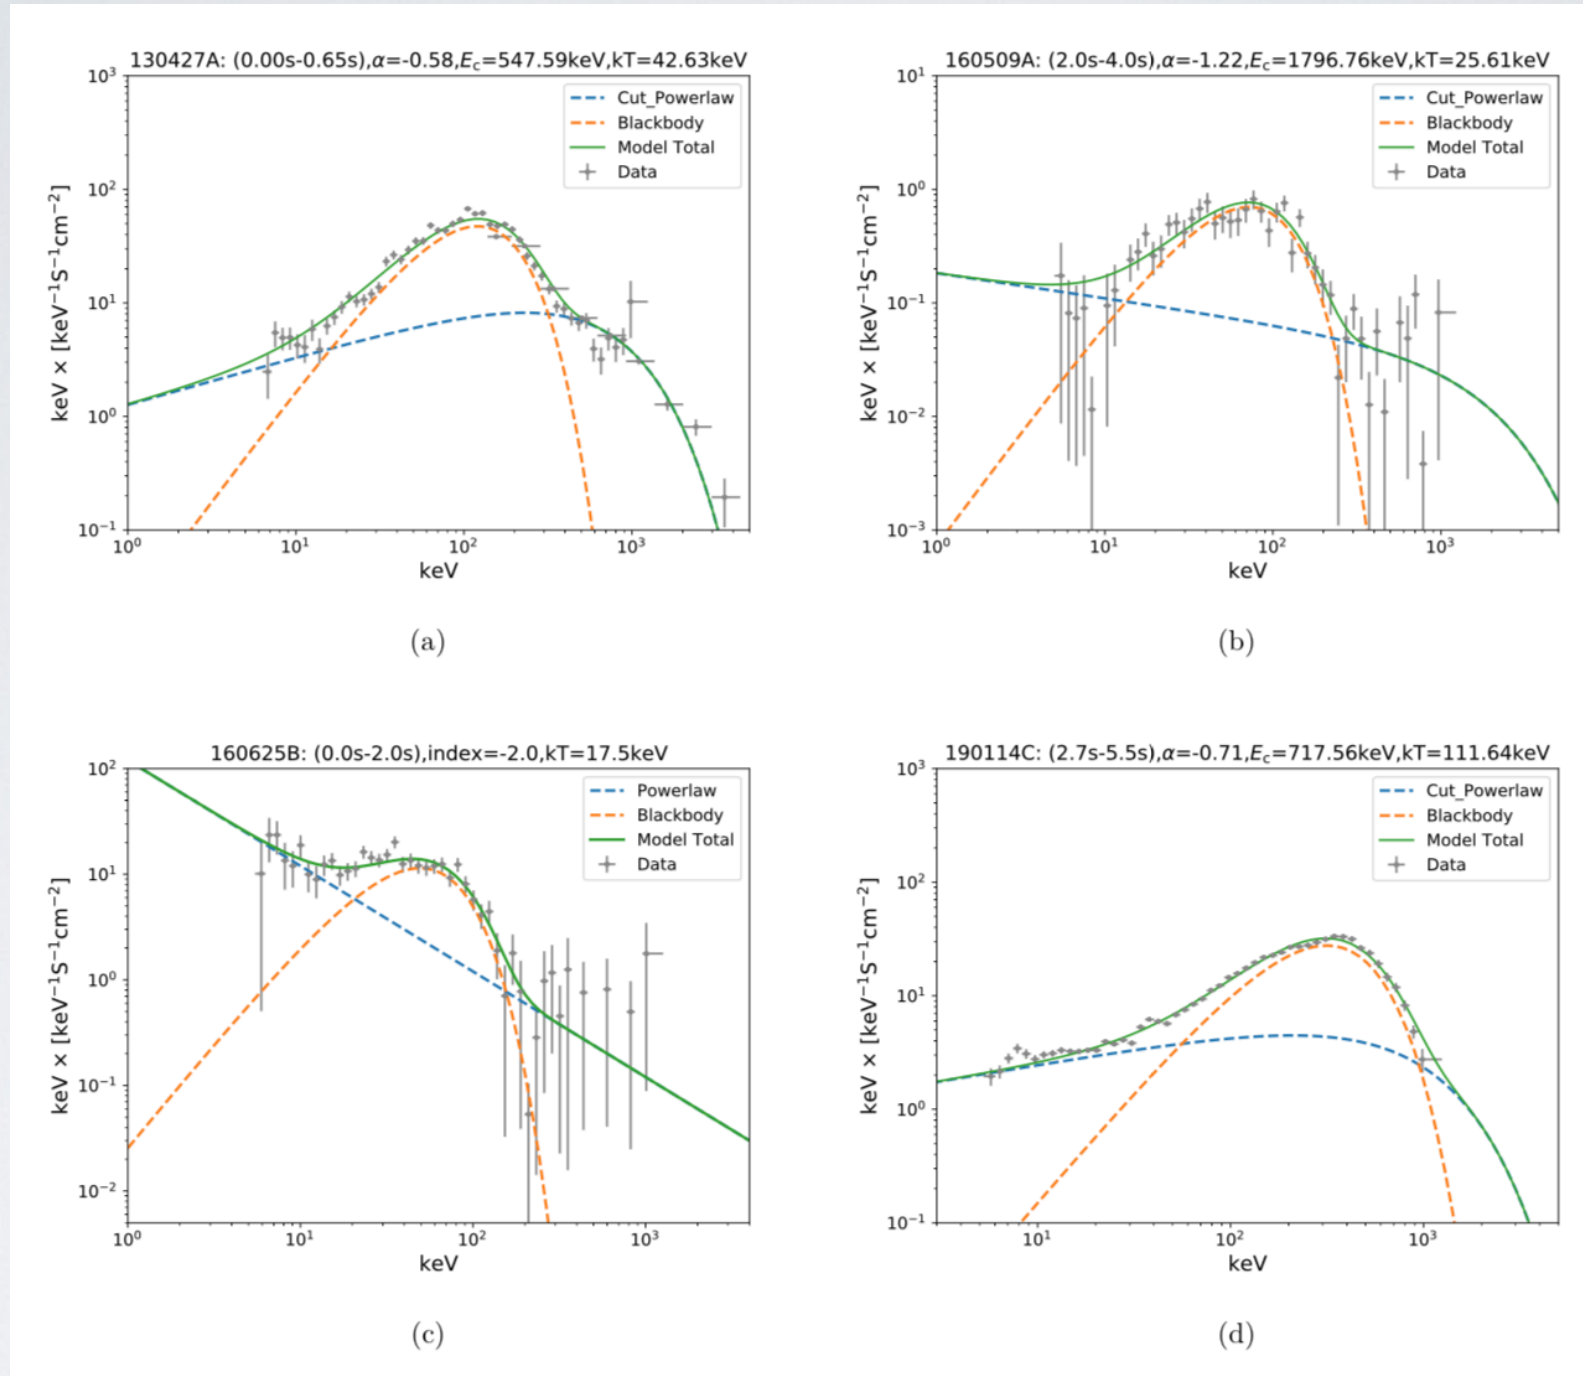 130427A: (0.00s-0.65s),α=-0.58,E_c=547.59keV,kT=42.63keV
10³
10²
10¹
10⁰
10⁻¹
keV × [keV⁻¹S⁻¹cm⁻²]
Cut_Powerlaw
Blackbody
Model Total
Data
10⁰ 10¹ 10² 10³
keV
(a)
160509A: (2.0s-4.0s),α=-1.22,E_c=1796.76keV,kT=25.61keV
10¹
10⁰
10⁻¹
10⁻²
10⁻³
keV × [keV⁻¹S⁻¹cm⁻²]
Cut_Powerlaw
Blackbody
Model Total
Data
10⁰ 10¹ 10² 10³
keV
(b)
160625B: (0.0s-2.0s),index=-2.0,kT=17.5keV
10²
10¹
10⁰
10⁻¹
10⁻²
keV × [keV⁻¹S⁻¹cm⁻²]
Powerlaw
Blackbody
Model Total
Data
10⁰ 10¹ 10² 10³
keV
(c)
190114C: (2.7s-5.5s),α=-0.71,E_c=717.56keV,kT=111.64keV
10³
10²
10¹
10⁰
10⁻¹
keV × [keV⁻¹S⁻¹cm⁻²]
Cut_Powerlaw
Blackbody
Model Total
Data
10¹ 10² 10³
keV
(d)